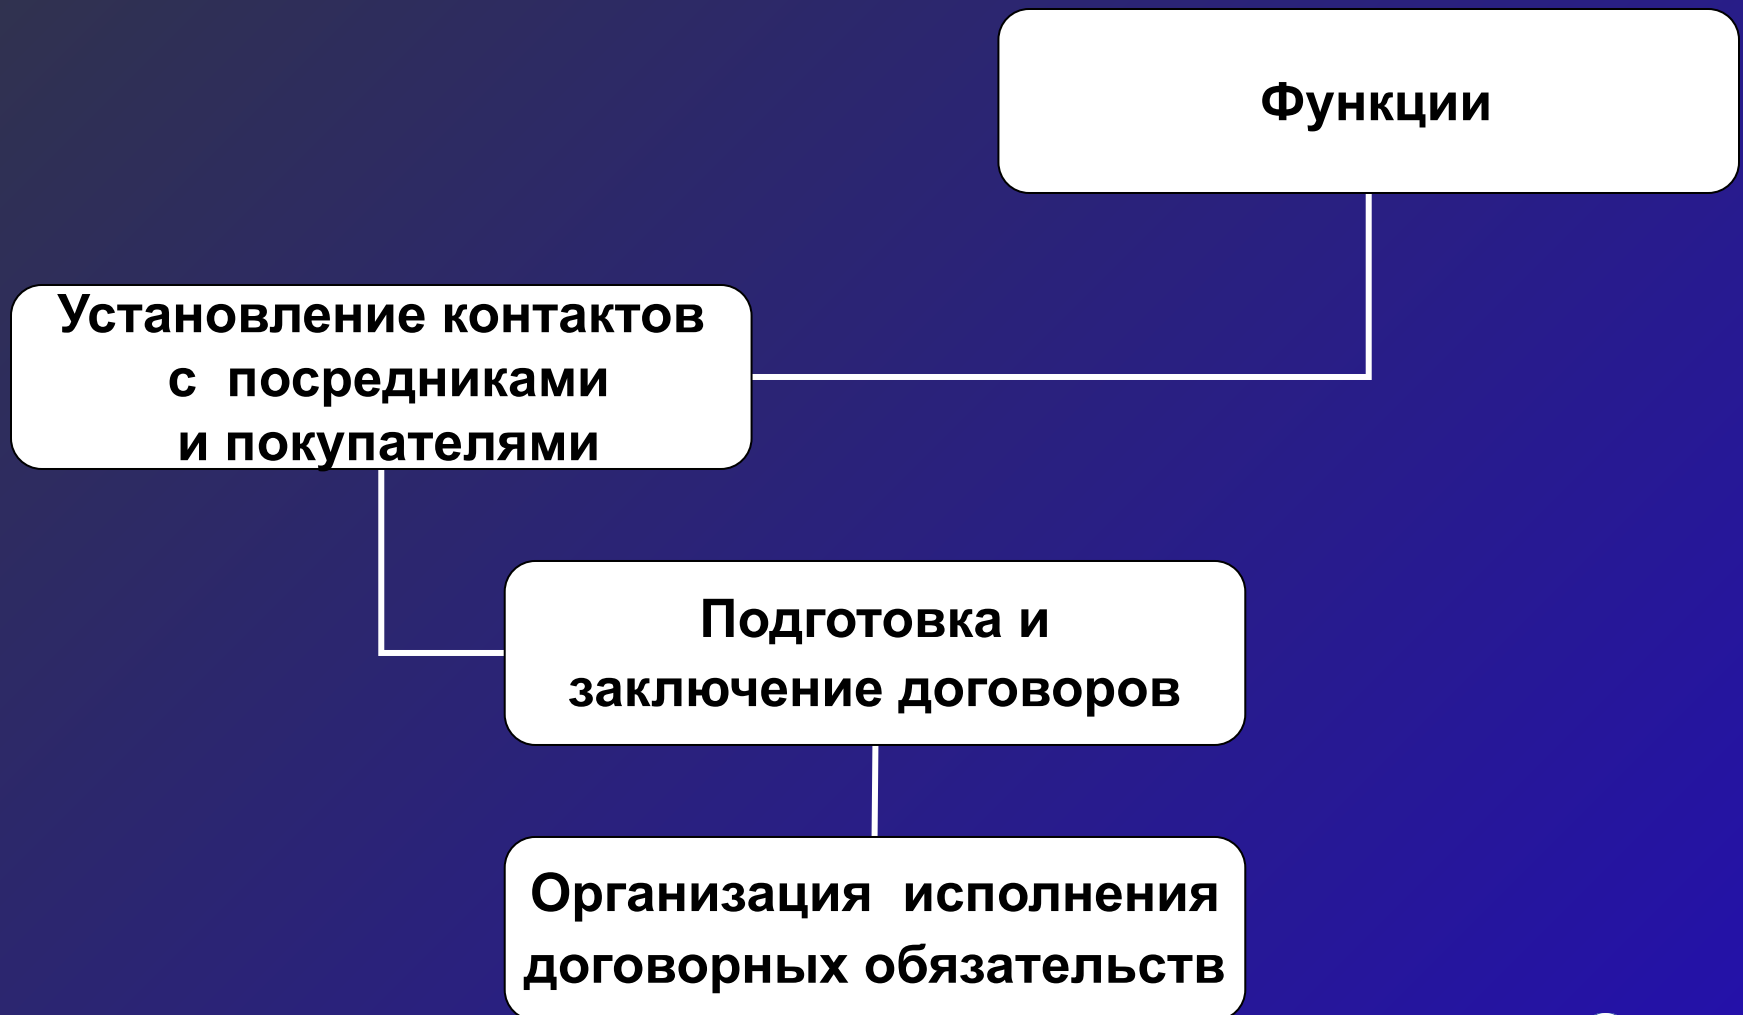 Функции
Установление контактов
с посредниками
и покупателями
Подготовка и
заключение договоров
Организация исполнения
договорных обязательств